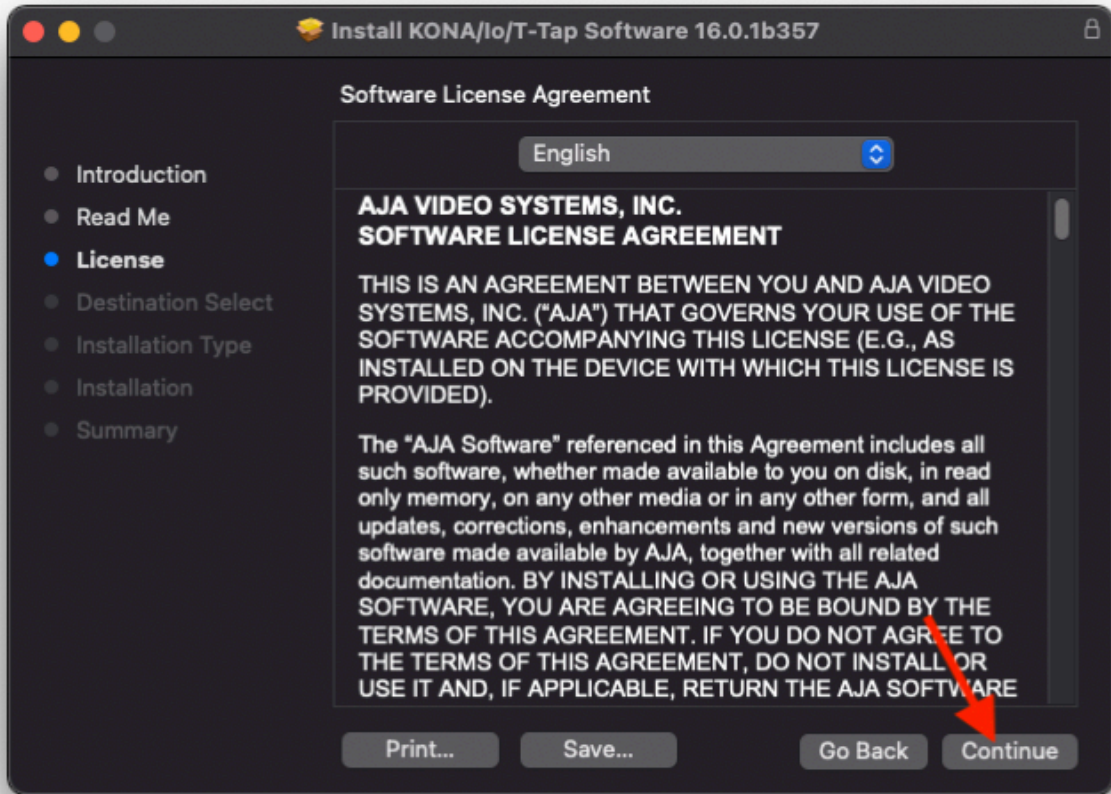 Install KONA/Io/T-Tap Software 16.0.1b357
Software License Agreement
Introduction
Read Me
License
Destination Select
Installation Type
Installation
Summary
English
AJA VIDEO SYSTEMS, INC.
SOFTWARE LICENSE AGREEMENT
THIS IS AN AGREEMENT BETWEEN YOU AND AJA VIDEO
SYSTEMS, INC. (“AJA”) THAT GOVERNS YOUR USE OF THE
SOFTWARE ACCOMPANYING THIS LICENSE (E.G., AS
INSTALLED ON THE DEVICE WITH WHICH THIS LICENSE IS
PROVIDED).
The “AJA Software” referenced in this Agreement includes all
such software, whether made available to you on disk, in read
only memory, on any other media or in any other form, and all
updates, corrections, enhancements and new versions of such
software made available by AJA, together with all related
documentation. BY INSTALLING OR USING THE AJA
SOFTWARE, YOU ARE AGREEING TO BE BOUND BY THE
TERMS OF THIS AGREEMENT. IF YOU DO NOT AGREE TO
THE TERMS OF THIS AGREEMENT, DO NOT INSTALL OR
USE IT AND, IF APPLICABLE, RETURN THE AJA SOFTWARE
Print...
Save...
Go Back
Continue